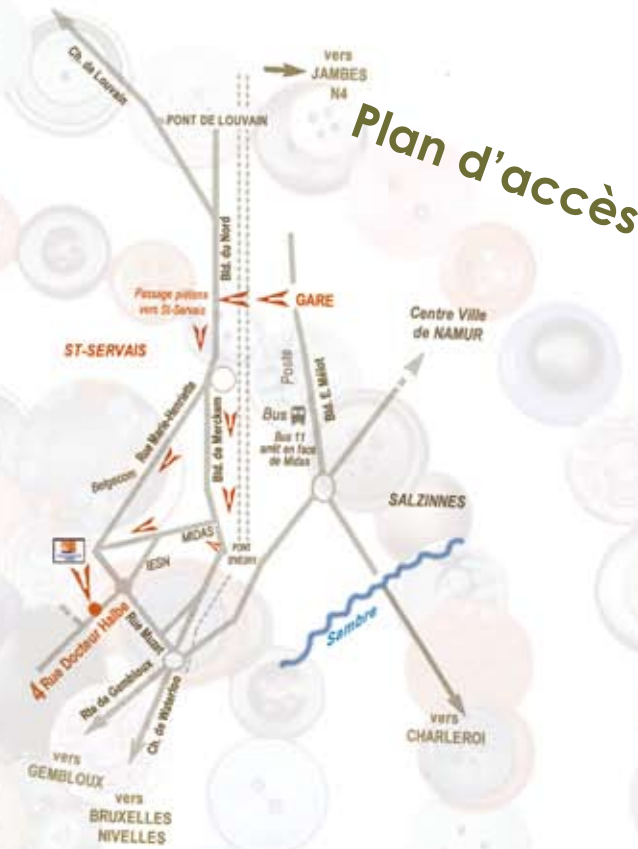 Plan d'accès
vers
JAMBES
N4
Ch. de Louvain
PONT DE LOUVAIN
Bld. du Nord
Passage piétons
vers St-Servais
GARE
ST-SERVAIS
Centre Ville
de NAMUR
Poste
Bld. E. Mélot
Bus
Bus 11
arrêt en face
de Midas
Rue Marie-Henriette
Belgecom
Bld. de Merckem
SALZINNES
MIDAS
PONT
D'HEUVY
IESN
Sambre
Rue Muzet
4 Rue Docteur Halbe
Rte de Gembloux
Ch. de Waterloo
vers
CHARLEROI
vers
GEMBLOUX
vers
BRUXELLES
NIVELLES